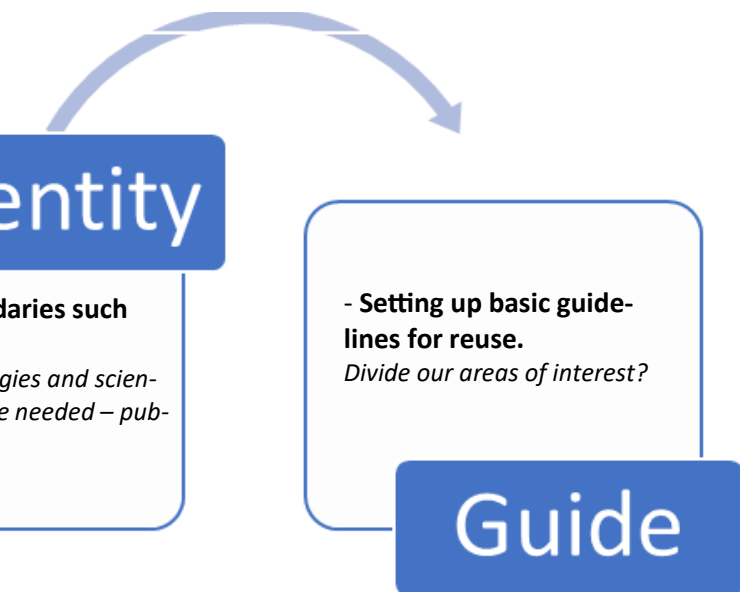 entity
daries such
gies and scien-
e needed – pub-
- Setting up basic guide-
lines for reuse.
Divide our areas of interest?
Guide